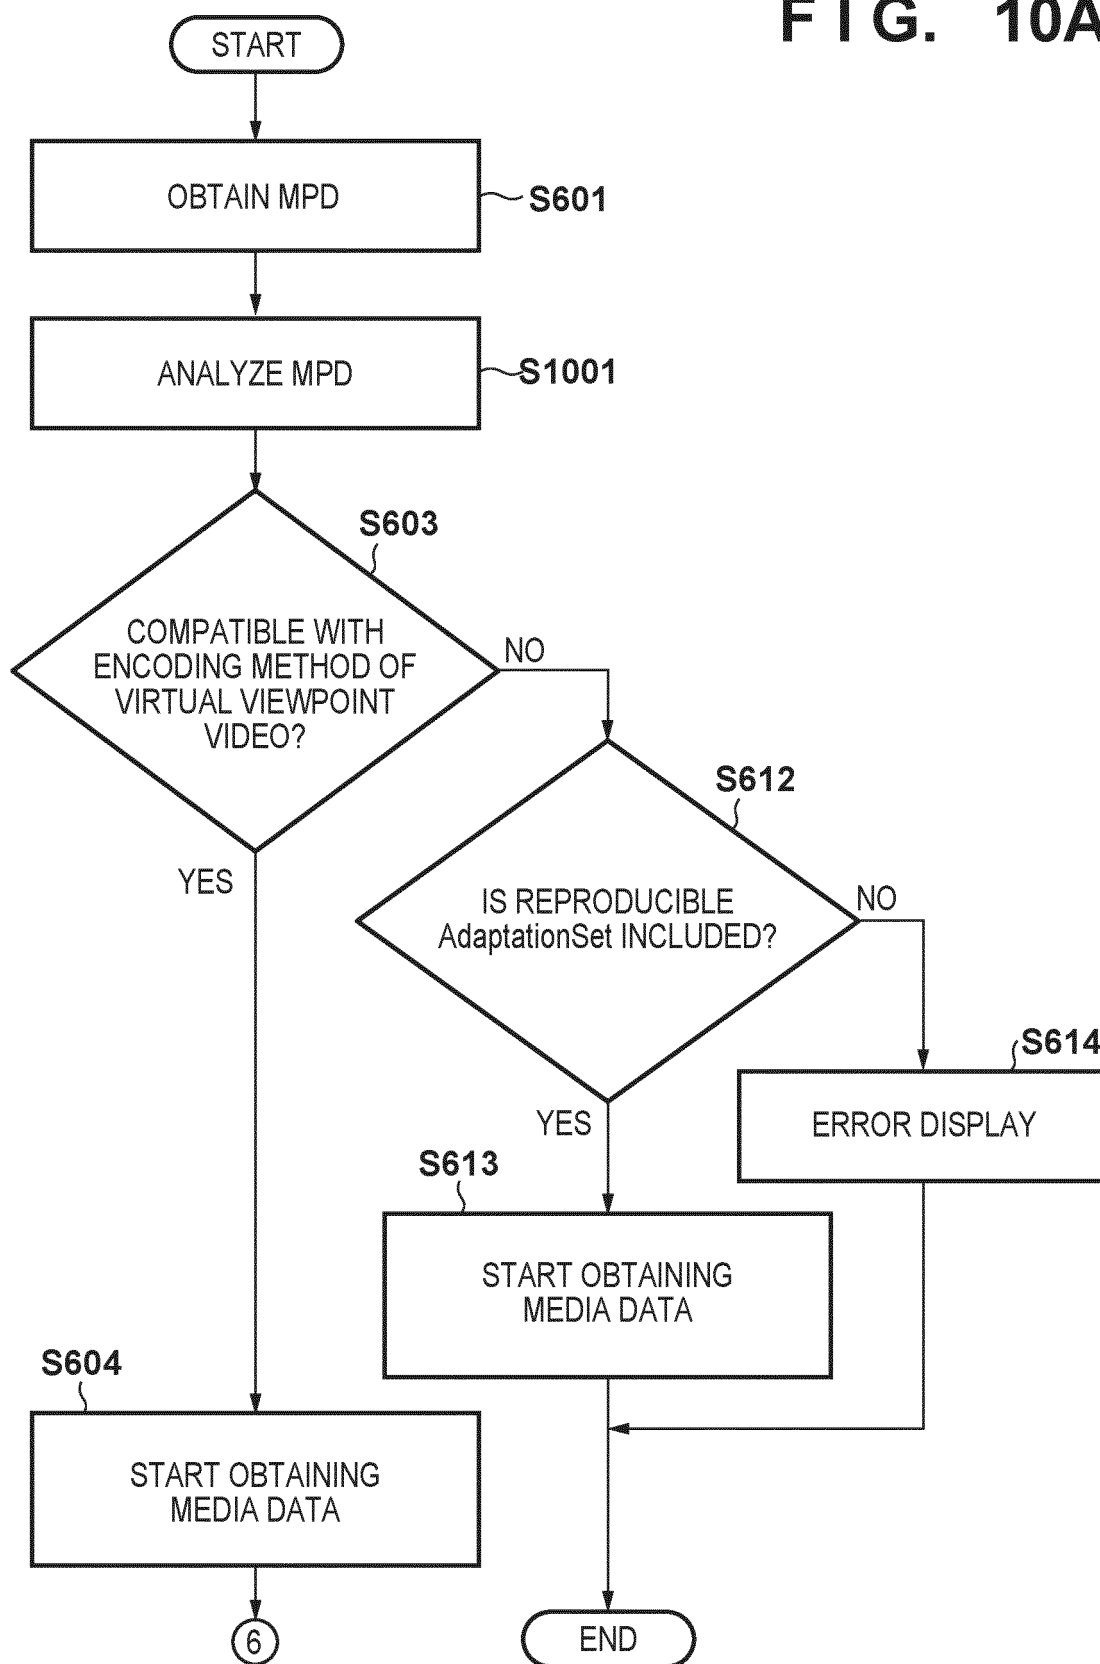 FIG. 10A
START
OBTAIN MPD
S601
ANALYZE MPD
S1001
S603
COMPATIBLE WITH
ENCODING METHOD OF
VIRTUAL VIEWPOINT
VIDEO?
NO
YES
S612
IS REPRODUCIBLE
AdaptationSet INCLUDED?
NO
YES
S614
ERROR DISPLAY
S613
START OBTAINING
MEDIA DATA
S604
START OBTAINING
MEDIA DATA
6
END